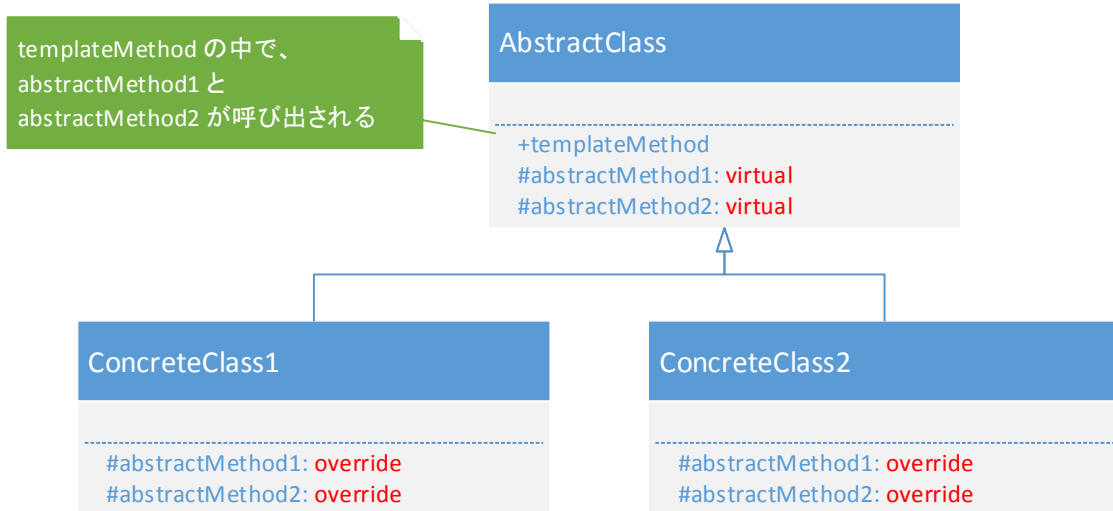 templateMethod の中で、
abstractMethod1 と
abstractMethod2 が呼び出される
AbstractClass
+templateMethod
#abstractMethod1: virtual
#abstractMethod2: virtual
ConcreteClass1
#abstractMethod1: override
#abstractMethod2: override
ConcreteClass2
#abstractMethod1: override
#abstractMethod2: override